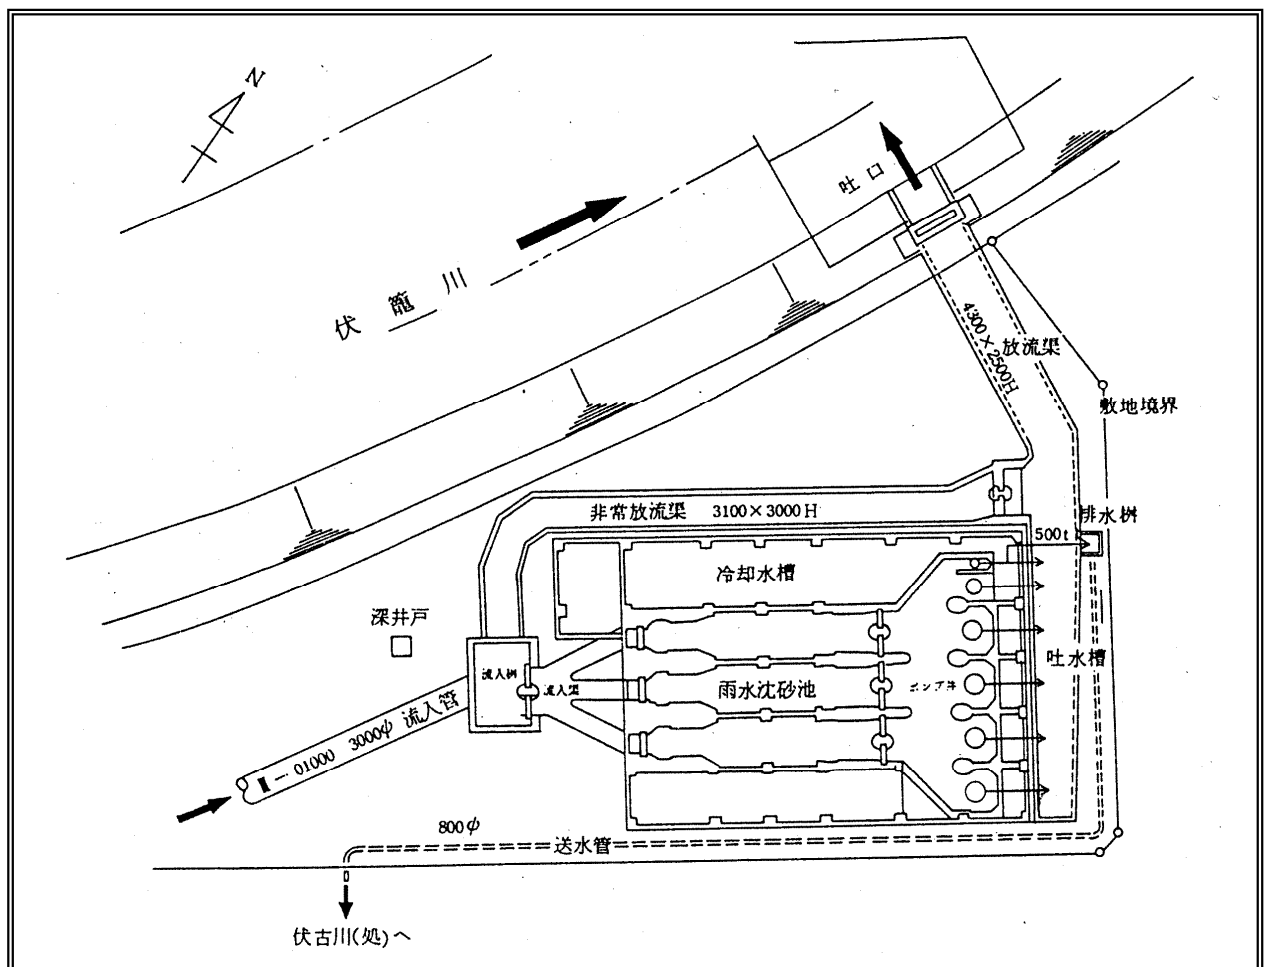 N
吐口
伏籠川
4300×2500H
放流渠
敷地境界
非常放流渠 3100×3000H
排水桝
500t
冷却水槽
深井戸
流入桝
流入渠
雨水沈砂池
ポンプ井
吐水槽
01000 3000φ 流入管
800φ
送水管
伏古川(処)へ